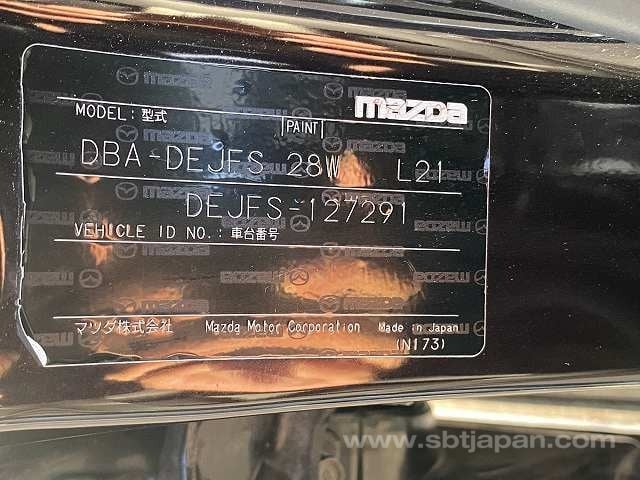 mazda
MODEL: 型式 PAINT
DBA-DEJFS 28W L21
DEJFS-127291
VEHICLE ID NO.: 車台番号
マツダ株式会社 Mazda Motor Corporation Made in Japan
(N173)
www.sbtjapan.com